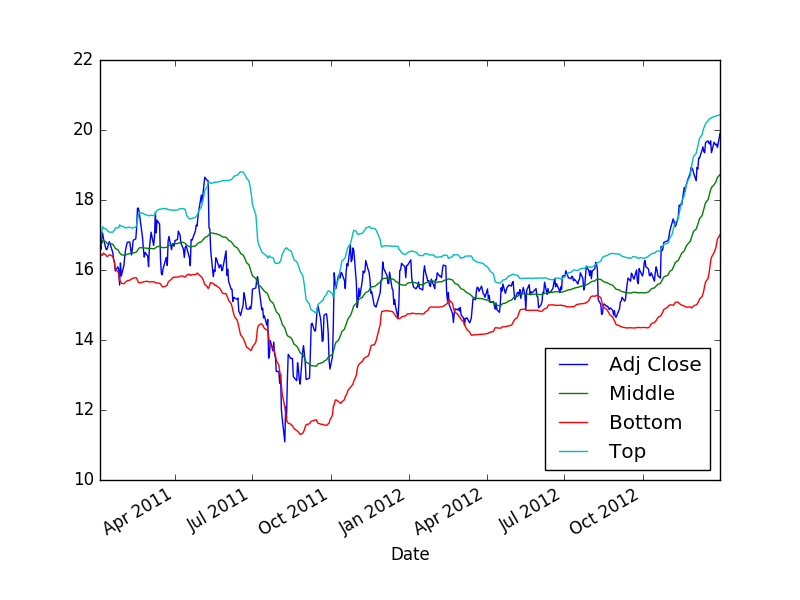 22
20
18
16
14
12
10
Apr 2011
Jul 2011
Oct 2011
Jan 2012
Apr 2012
Jul 2012
Oct 2012
Date
Adj Close
Middle
Bottom
Top